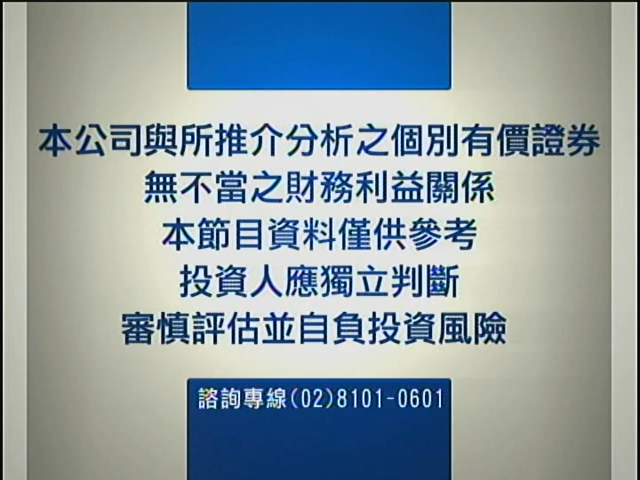 本公司與所推介分析之個別有價證券
無不當之財務利益關係
本節目資料僅供參考
投資人應獨立判斷
審慎評估並自負投資風險
諮詢專線(02)8101-0601